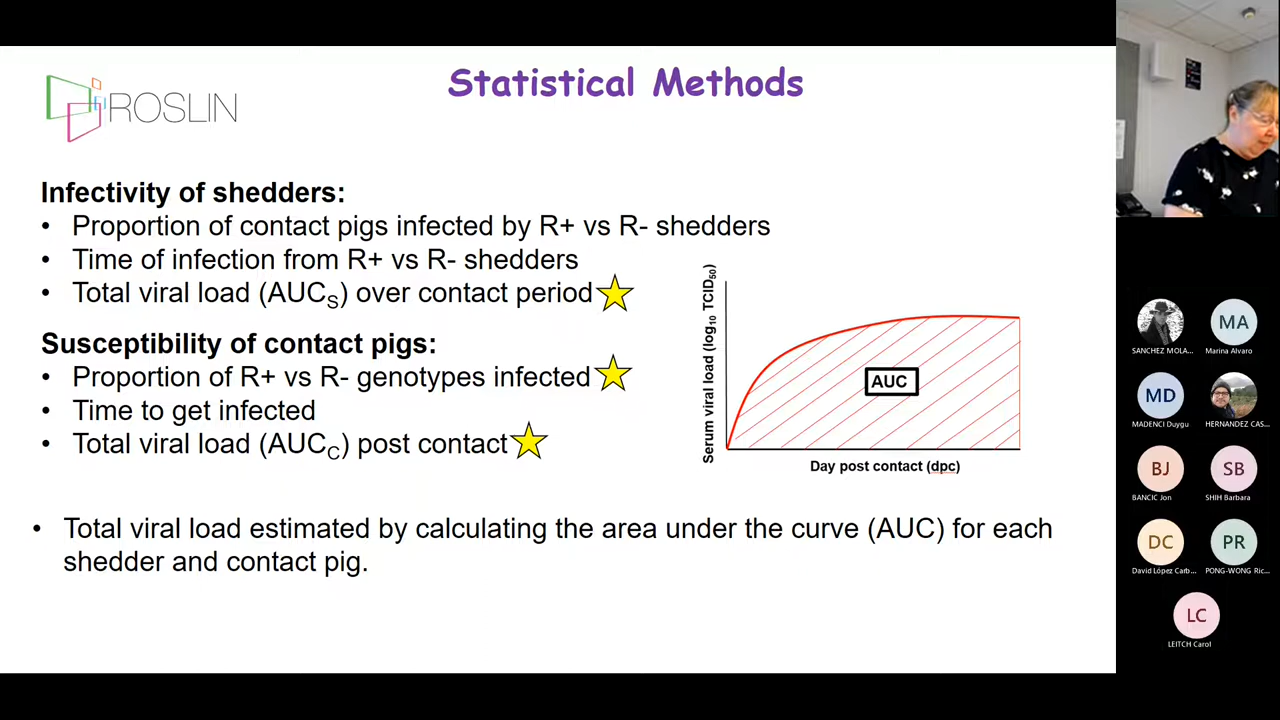 ROSLIN
Statistical Methods
Infectivity of shedders:
• Proportion of contact pigs infected by R+ vs R- shedders
• Time of infection from R+ vs R- shedders
• Total viral load (AUCS) over contact period
Susceptibility of contact pigs:
• Proportion of R+ vs R- genotypes infected
• Time to get infected
• Total viral load (AUCC) post contact
Serum viral load (log10 TCID50)
AUC
Day post contact (dpc)
• Total viral load estimated by calculating the area under the curve (AUC) for each
shedder and contact pig.
SANCHEZ MOLA...
MA
Marina Alvaro
MD
MADENCI Duygu
HERNANDEZ CAS...
BJ
BANCIC Jon
SB
SHIH Barbara
DC
David López Carb...
PR
PONG-WONG Ric...
LC
LEITCH Carol